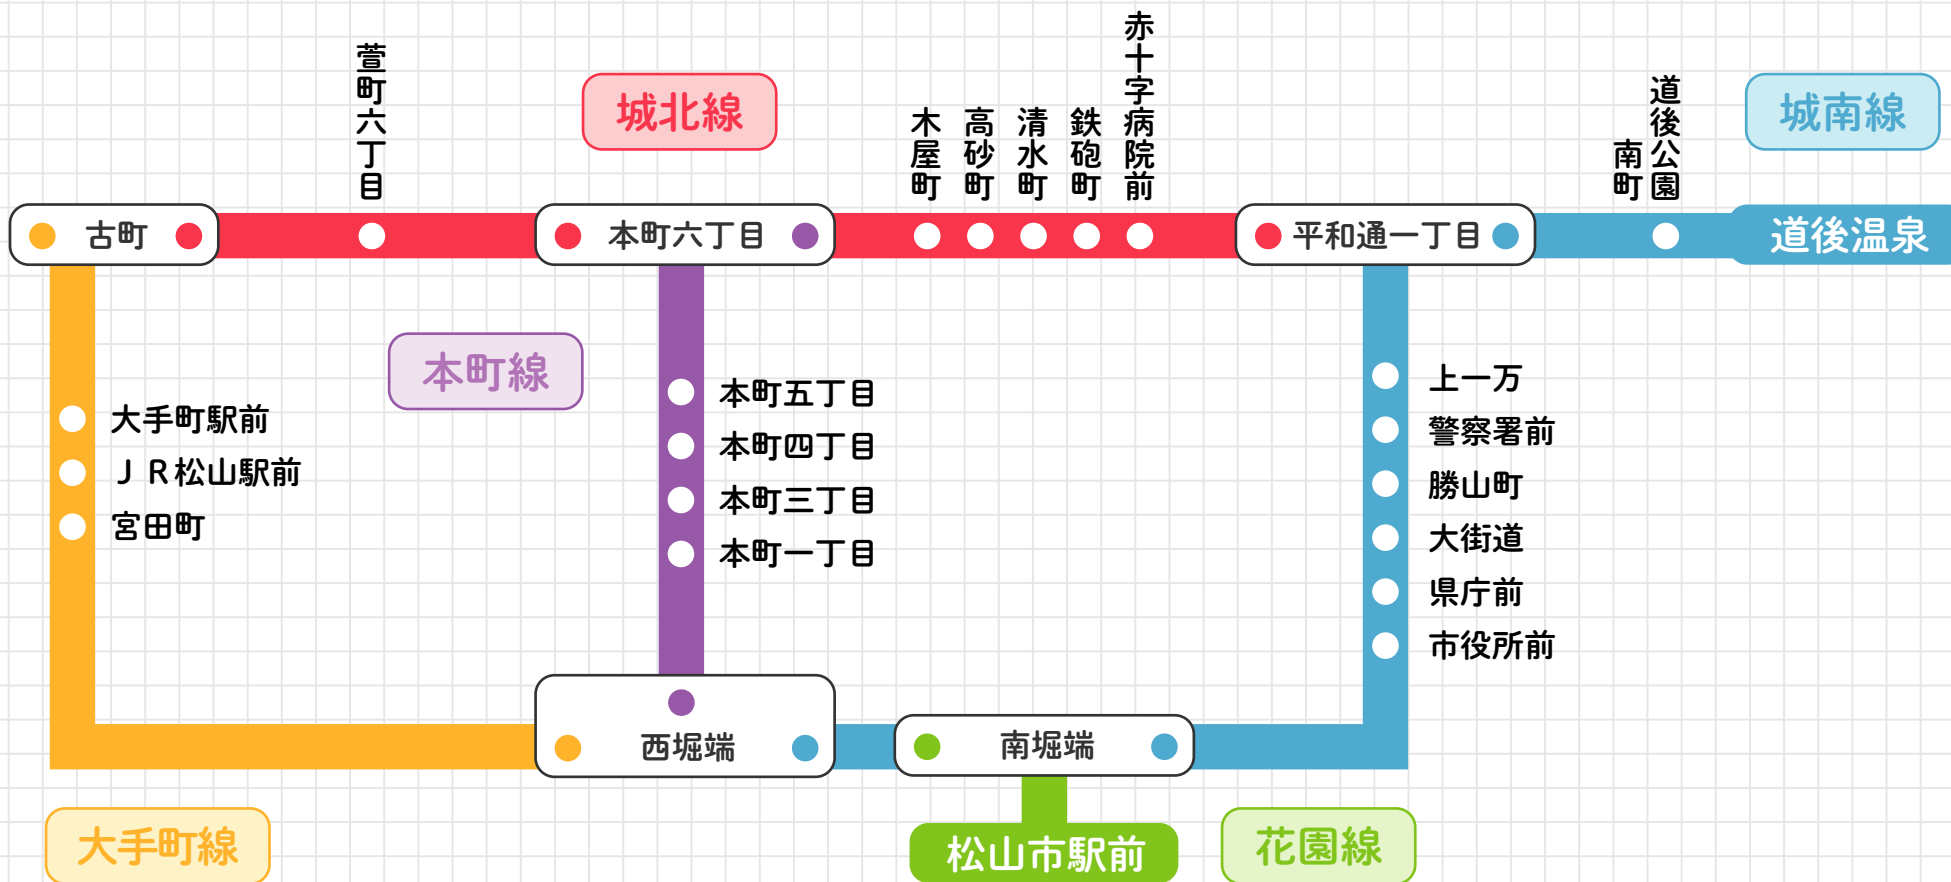 萱町六丁目
城北線
木屋町
高砂町
清水町
鉄砲町
赤十字病院前
南町
道後公園
城南線
古町
本町六丁目
平和通一丁目
道後温泉
本町線
大手町駅前
ＪＲ松山駅前
宮田町
本町五丁目
本町四丁目
本町三丁目
本町一丁目
上一万
警察署前
勝山町
大街道
県庁前
市役所前
西堀端
南堀端
大手町線
松山市駅前
花園線